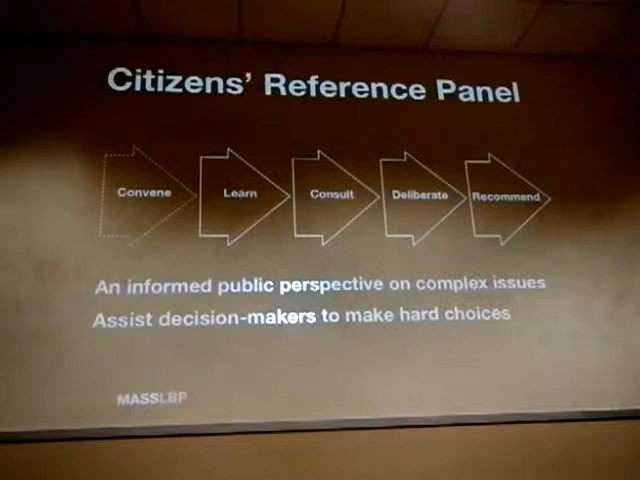 Citizens' Reference Panel
Convene Learn Consult Deliberate Recommend
An informed public perspective on complex issues
Assist decision-makers to make hard choices
MASSLBP